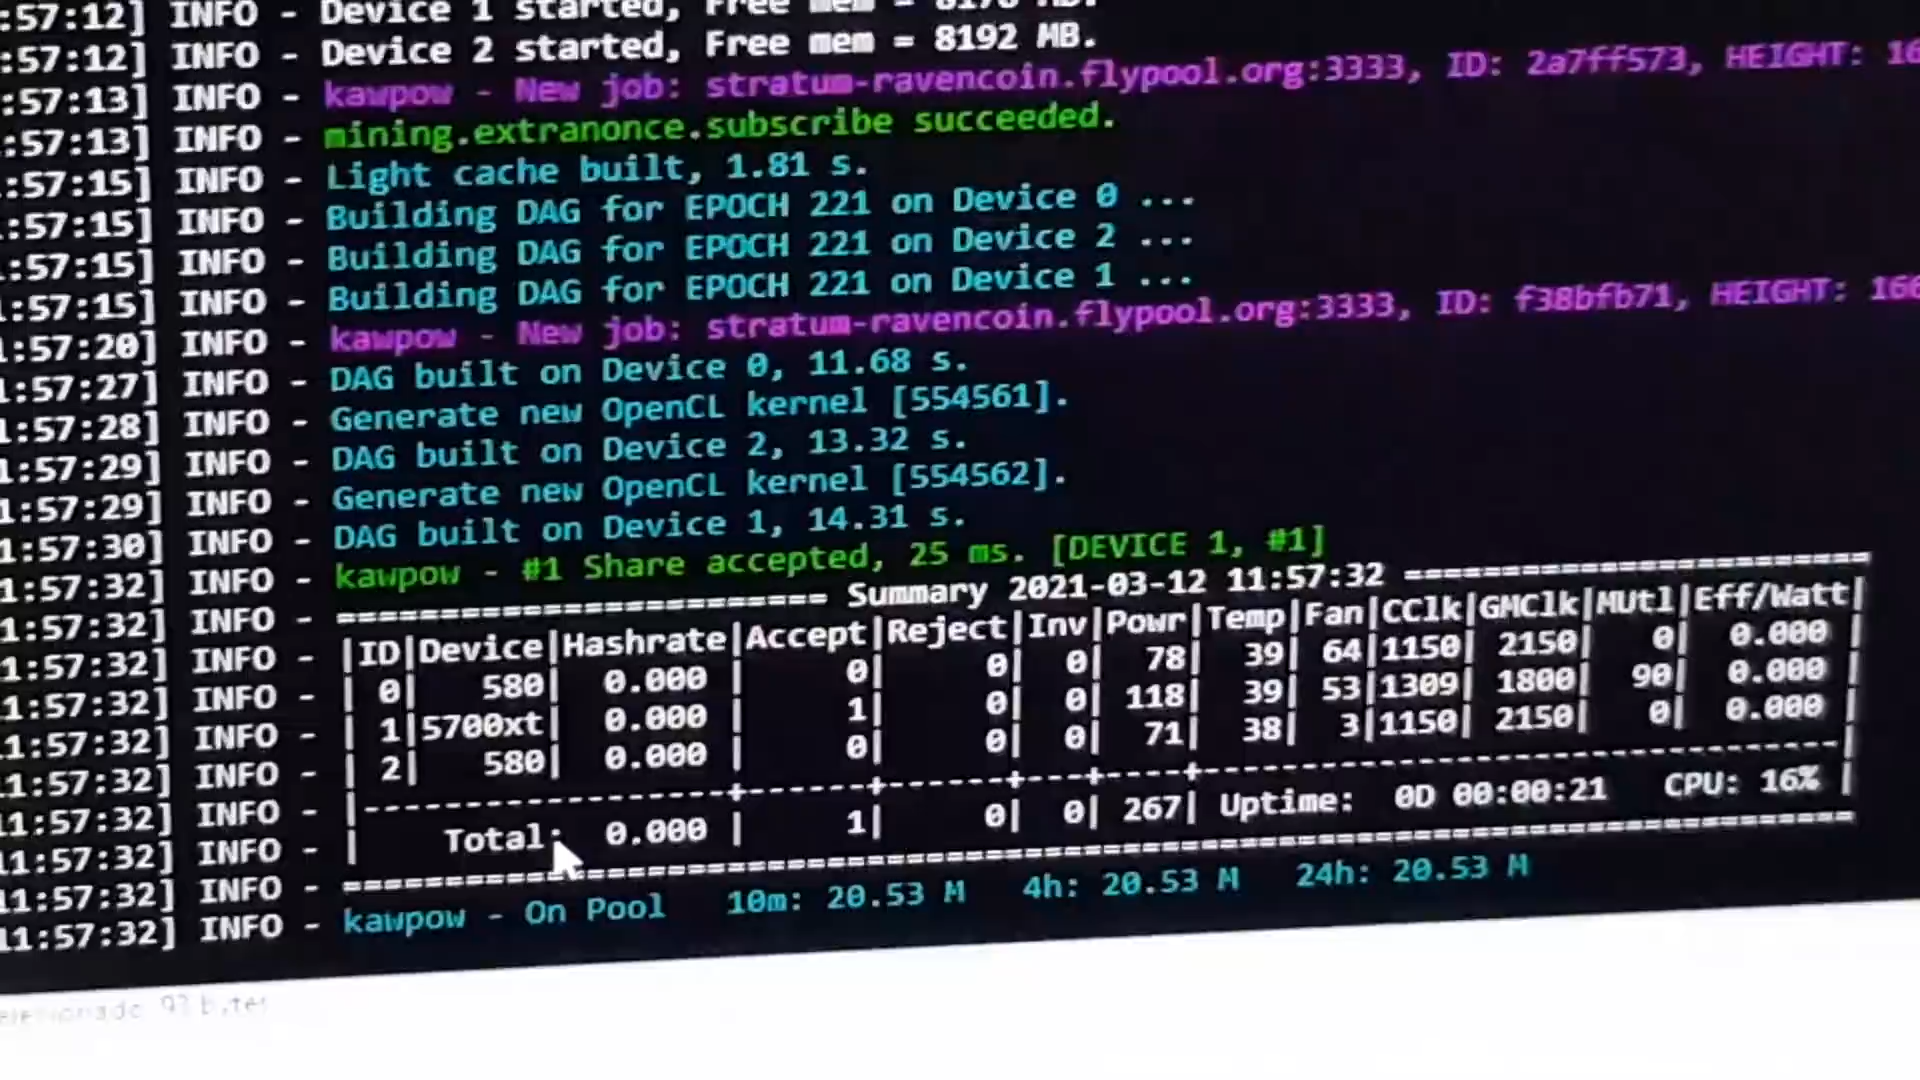 :57:12] INFO - Device 1 started, Free mem = 8176 MB.
:57:12] INFO - Device 2 started, Free mem = 8192 MB.
:57:13] INFO - kawpow - New job: stratum-ravencoin.flypool.org:3333, ID: 2a7ff573, HEIGHT: 16
:57:13] INFO - mining.extranonce.subscribe succeeded.
:57:15] INFO - Light cache built, 1.81 s.
:57:15] INFO - Building DAG for EPOCH 221 on Device 0 ...
:57:15] INFO - Building DAG for EPOCH 221 on Device 2 ...
:57:15] INFO - Building DAG for EPOCH 221 on Device 1 ...
:57:20] INFO - kawpow - New job: stratum-ravencoin.flypool.org:3333, ID: f38bfb71, HEIGHT: 166
1:57:27] INFO - DAG built on Device 0, 11.68 s.
1:57:28] INFO - Generate new OpenCL kernel [554561].
1:57:29] INFO - DAG built on Device 2, 13.32 s.
1:57:29] INFO - Generate new OpenCL kernel [554562].
1:57:30] INFO - DAG built on Device 1, 14.31 s.
1:57:32] INFO - kawpow - #1 Share accepted, 25 ms. [DEVICE 1, #1]
1:57:32] INFO - ======================= Summary 2021-03-12 11:57:32 =======================
1:57:32] INFO - |ID|Device|Hashrate|Accept|Reject|Inv|Powr|Temp|Fan|CClk|GMClk|MUtl|Eff/Watt|
1:57:32] INFO - | 0| 580| 0.000 | 0| 0| 0| 78| 39| 64|1150| 2150| 0| 0.000 |
1:57:32] INFO - | 1|5700xt| 0.000 | 1| 0| 0| 118| 39| 53|1309| 1800| 90| 0.000 |
11:57:32] INFO - | 2| 580| 0.000 | 0| 0| 0| 71| 38| 3|1150| 2150| 0| 0.000 |
11:57:32] INFO - |------------------+------+------+---+----+-------------------------------|
11:57:32] INFO - | Total: 0.000 | 1| 0| 0| 267| Uptime: 0D 00:00:21 CPU: 16% |
11:57:32] INFO - ==========================================================================
11:57:32] INFO - kawpow - On Pool 10m: 20.53 M 4h: 20.53 M 24h: 20.53 M